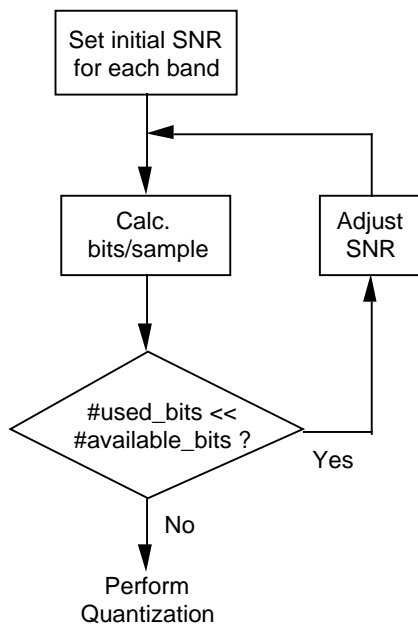 Set initial SNR
for each band
Calc.
bits/sample
Adjust
SNR
#used_bits <<
#available_bits ?
Yes
No
Perform
Quantization